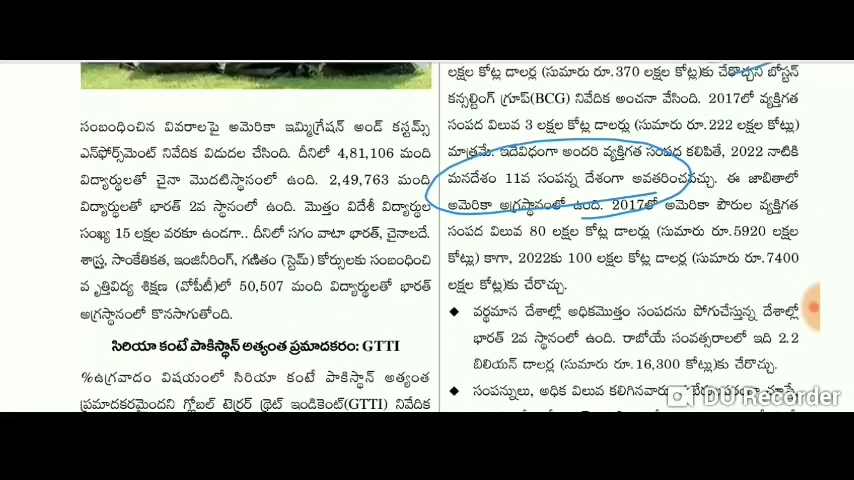 సంబంధించిన వివరాలపై అమెరికా ఇమ్మిగ్రేషన్ అండ్ కస్టమ్స్
ఎన్‌ఫోర్స్‌మెంట్ నివేదిక విడుదల చేసింది. దీనిలో 4,81,106 మంది
విద్యార్థులతో చైనా మొదటిస్థానంలో ఉంది. 2,49,763 మంది
విద్యార్థులతో భారత్ 2వ స్థానంలో ఉంది. మొత్తం విదేశీ విద్యార్థుల
సంఖ్య 15 లక్షల వరకూ ఉండగా.. దీనిలో సగం వాటా భారత్, చైనాలదే.
శాస్త్ర, సాంకేతికత, ఇంజినీరింగ్, గణితం (స్టెమ్) కోర్సులకు సంబంధించి
వ ృత్తివిద్య శిక్షణ (వోపీటీ)లో 50,507 మంది విద్యార్థులతో భారత్
అగ్రస్థానంలో కొనసాగుతోంది.
సిరియా కంటే పాకిస్థాన్ అత్యంత ప్రమాదకరం: GTTI
%ఉగ్రవాదం విషయంలో సిరియా కంటే పాకిస్థాన్ అత్యంత
ప్రమాదకరమైందని గ్లోబల్ టెర్రర్ థ్రెట్ ఇండికెంట్(GTTI) నివేదిక
లక్షల కోట్ల డాలర్ల (సుమారు రూ.370 లక్షల కోట్ల)కు చేరొచ్చని బోస్టన్
కన్సల్టింగ్ గ్రూప్(BCG) నివేదిక అంచనా వేసింది. 2017లో వ్యక్తిగత
సంపద విలువ 3 లక్షల కోట్ల డాలర్లు (సుమారు రూ.222 లక్షల కోట్లు)
మాత్రమే. ఇదేవిధంగా అందరి వ్యక్తిగత సంపద కలిపితే, 2022 నాటికి
మనదేశం 11వ సంపన్న దేశంగా అవతరించవచ్చు. ఈ జాబితాలో
అమెరికా అగ్రస్థానంలో ఉంది. 2017లో అమెరికా పౌరుల వ్యక్తిగత
సంపద విలువ 80 లక్షల కోట్ల డాలర్లు (సుమారు రూ.5920 లక్షల
కోట్లు) కాగా, 2022కు 100 లక్షల కోట్ల డాలర్ల (సుమారు రూ.7400
లక్షల కోట్ల)కు చేరొచ్చు.
◆ వర్థమాన దేశాల్లో అధికమొత్తం సంపదను పోగుచేస్తున్న దేశాల్లో
భారత్ 2వ స్థానంలో ఉంది. రాబోయే సంవత్సరాలలో ఇది 2.2
బిలియన్ డాలర్ల (సుమారు రూ.16,300 కోట్లు)కు చేరొచ్చు.
◆ సంపన్నులు, అధిక విలువ కలిగినవారు
DU Recorder